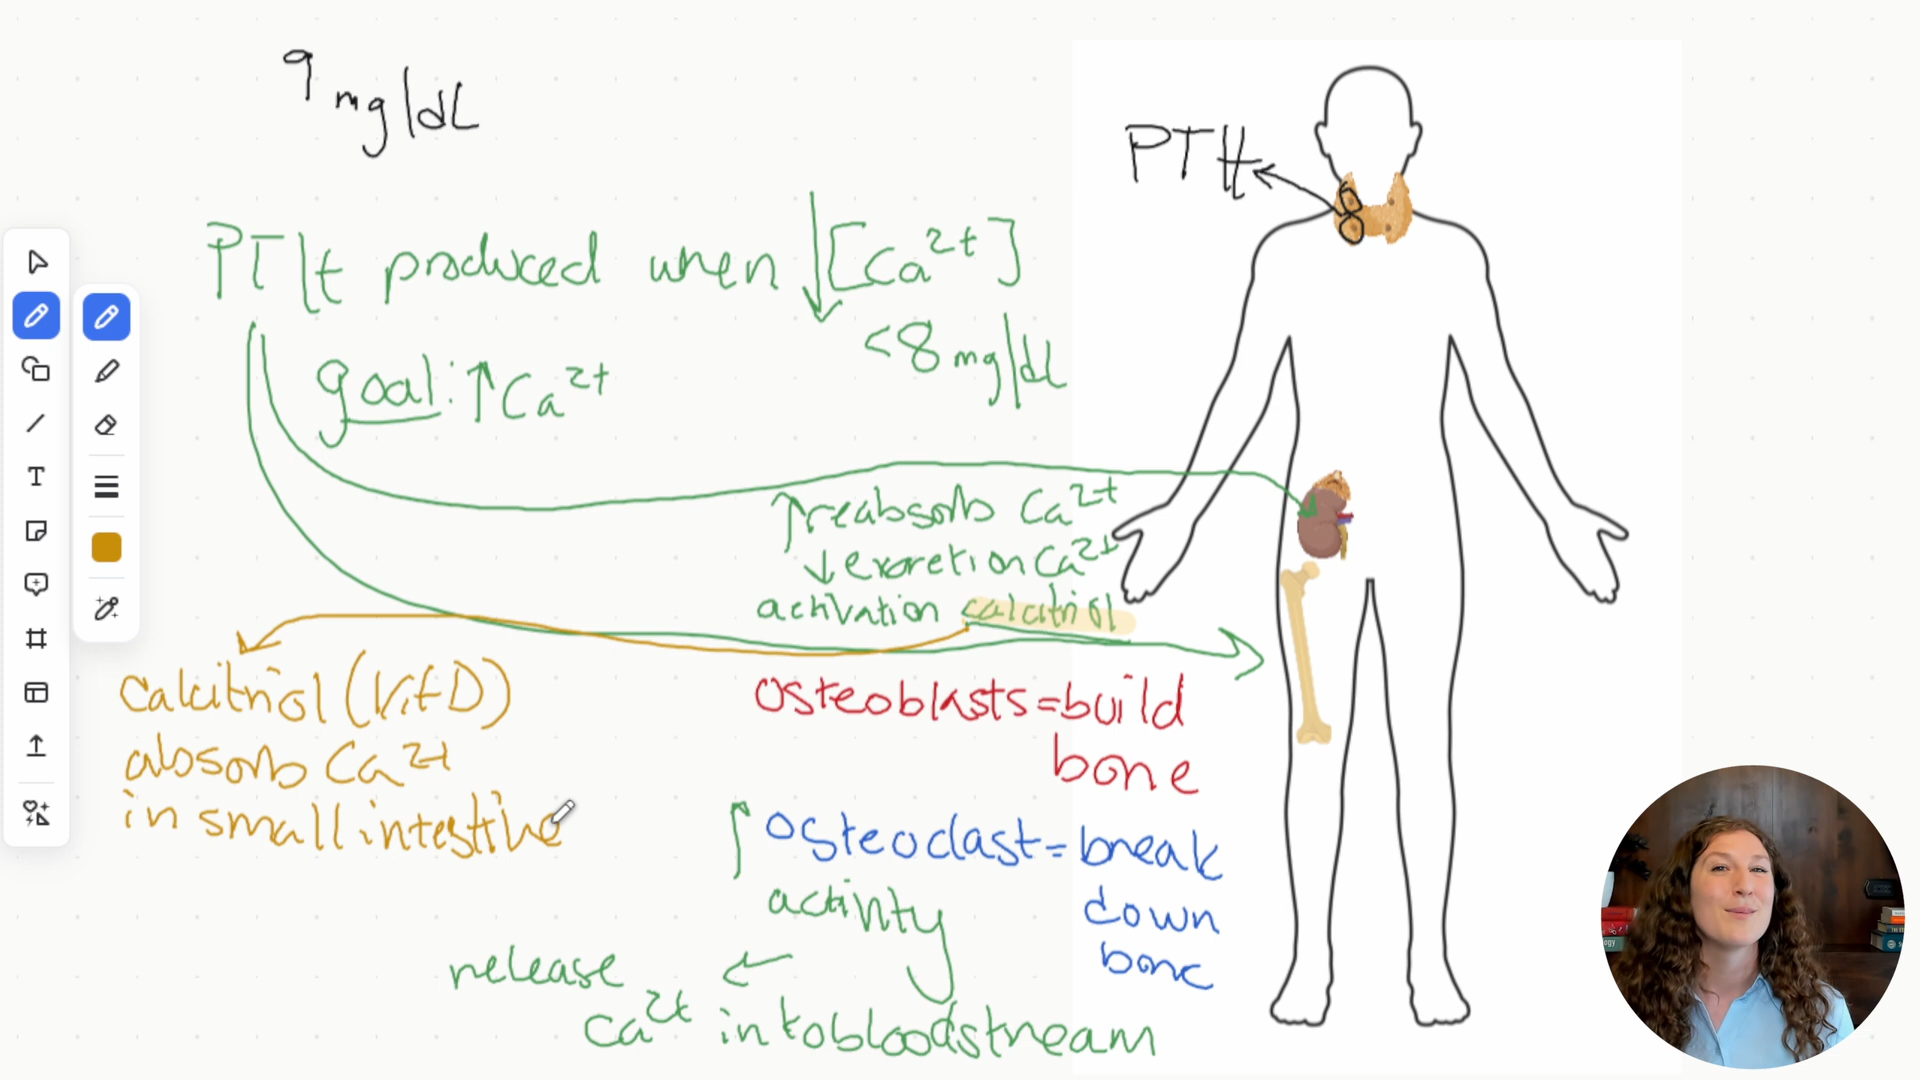 9 mg/dL
PTH
PTH produced when ↓[Ca2+]
<8 mg/dL
goal: ↑Ca2+
↑reabsorb Ca2+
↓excretion Ca2+
activation calcitriol
Calcitriol (Vit D)
absorb Ca2+
in small intestine
Osteoblasts = build
bone
↑ Osteoclast = break
down
bone
activity
release
Ca2+ into bloodstream